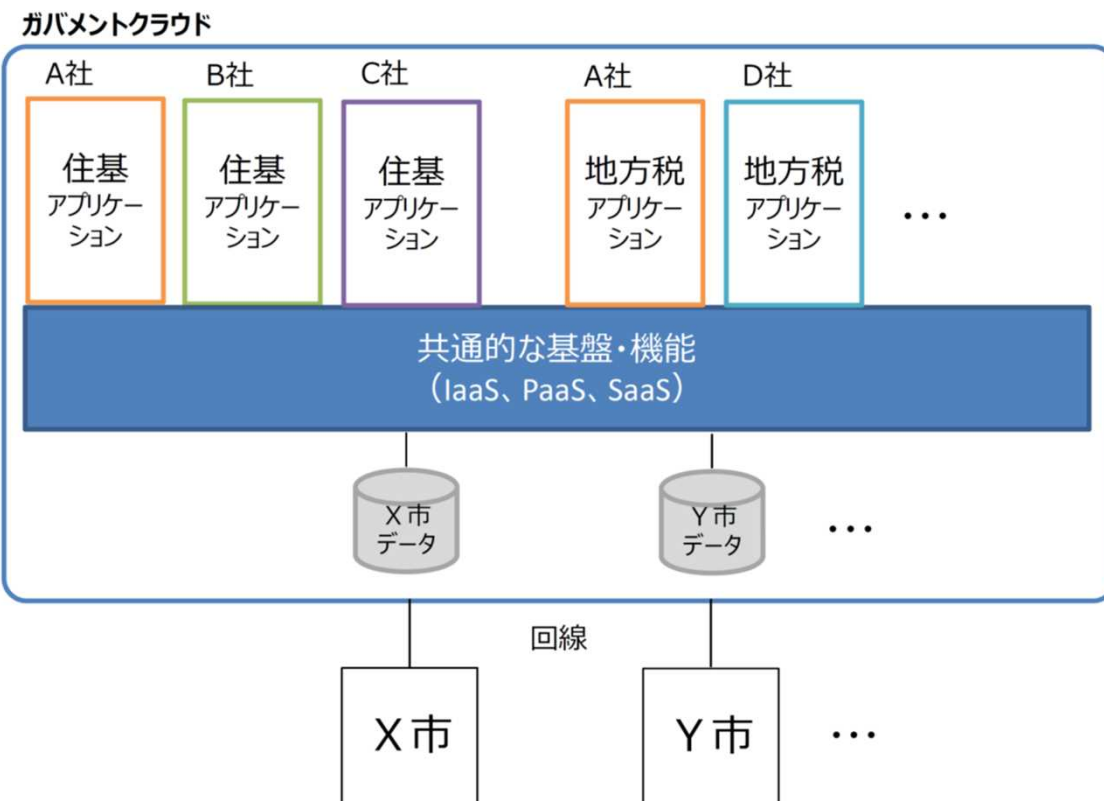 ガバメントクラウド
A社
B社
C社
A社
D社
住基
アプリケー
ション
住基
アプリケー
ション
住基
アプリケー
ション
地方税
アプリケー
ション
地方税
アプリケー
ション
…
共通的な基盤・機能
（IaaS、PaaS、SaaS）
X市
データ
Y市
データ
…
回線
X市
Y市
…